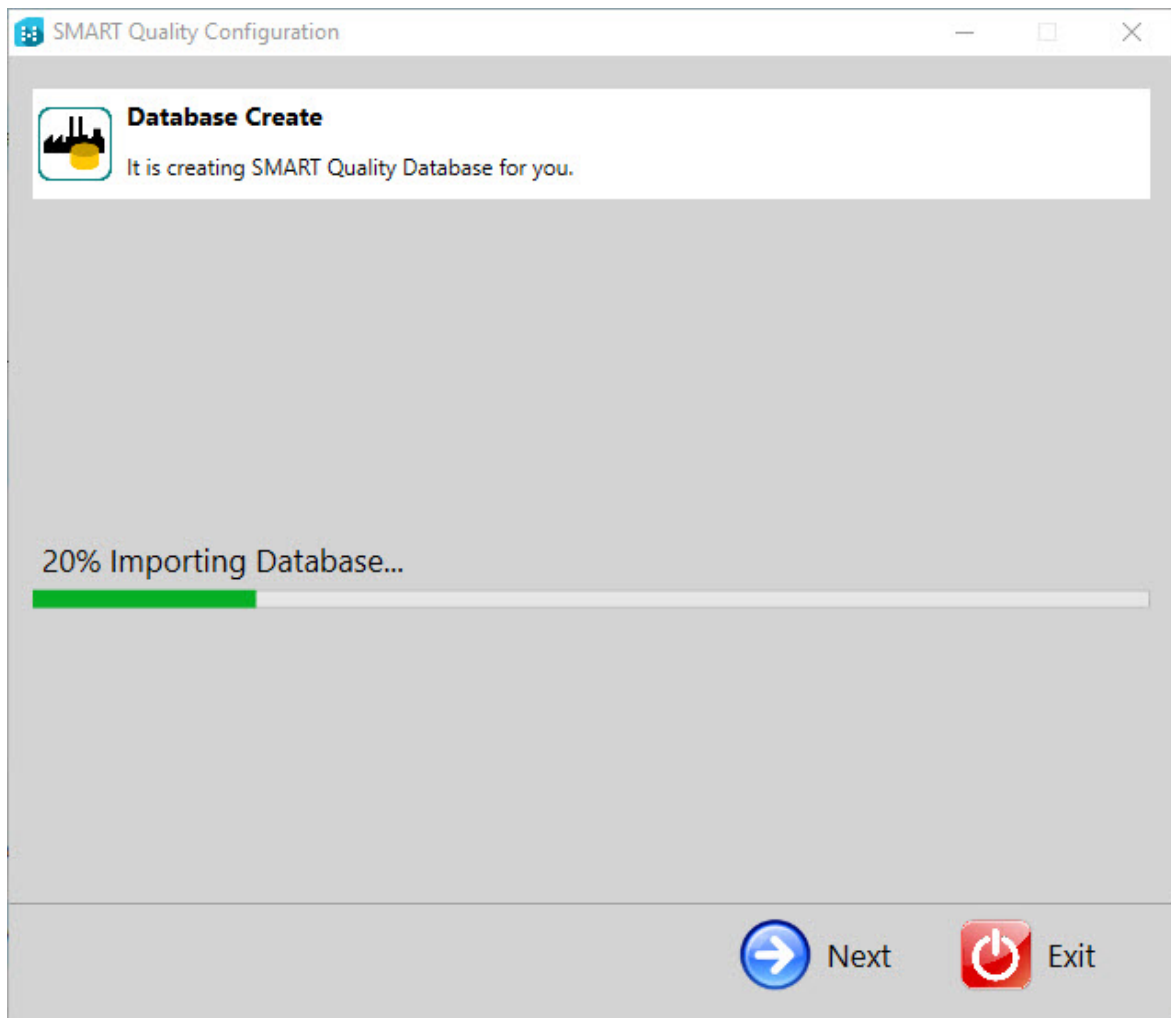 SMART Quality Configuration
Database Create
It is creating SMART Quality Database for you.
20% Importing Database...
Next
Exit